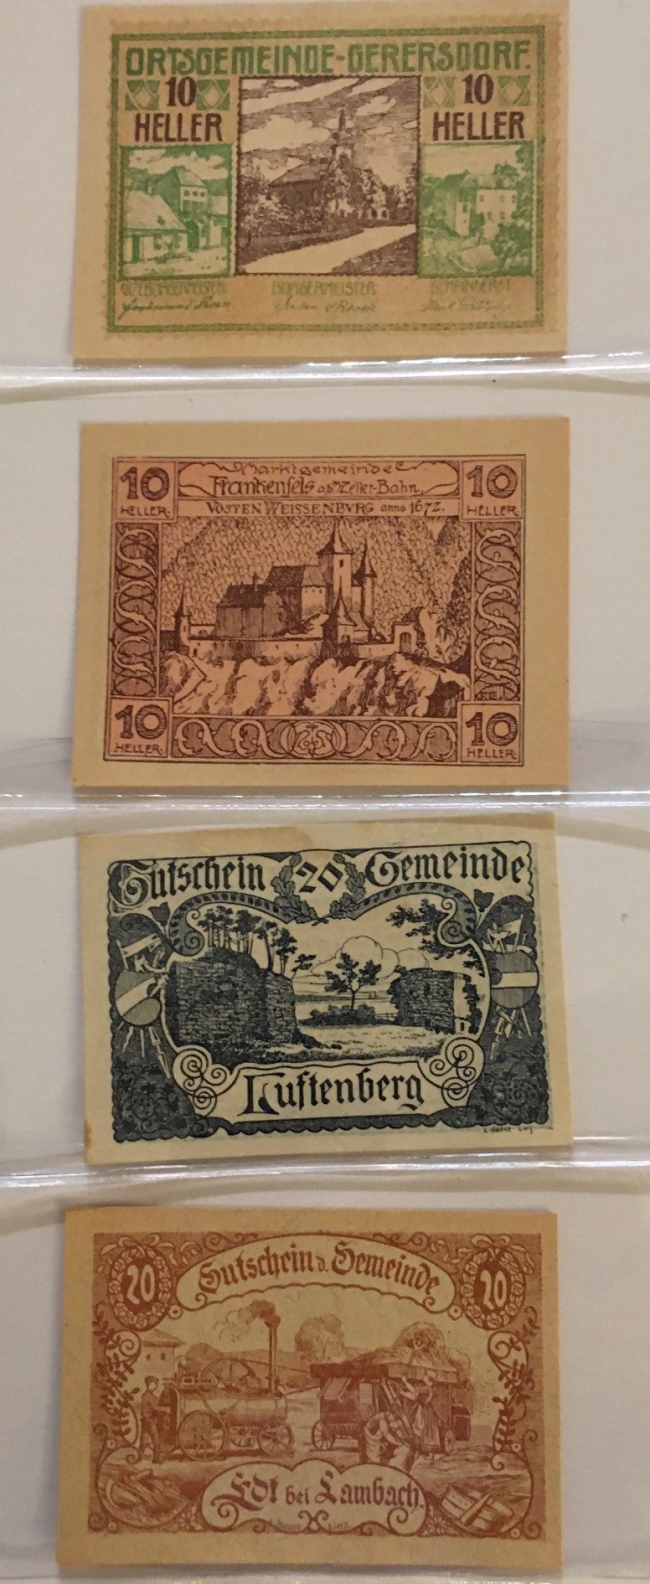 ORTSGEMEINDE-GERERSDORF.
10 10
HELLER HELLER
BÜRGERMEISTER
10 Marktgemeinde 10
HELLER. Frankenfels a/d Zeller-Bahn HELLER
VOSTEN WEISSENBVRG anno 1672.
10 10
HELLER. HELLER.
Gutschein 20 Gemeinde
Luftenberg
20 Gutschein d. Gemeinde 20
Edt bei Lambach.